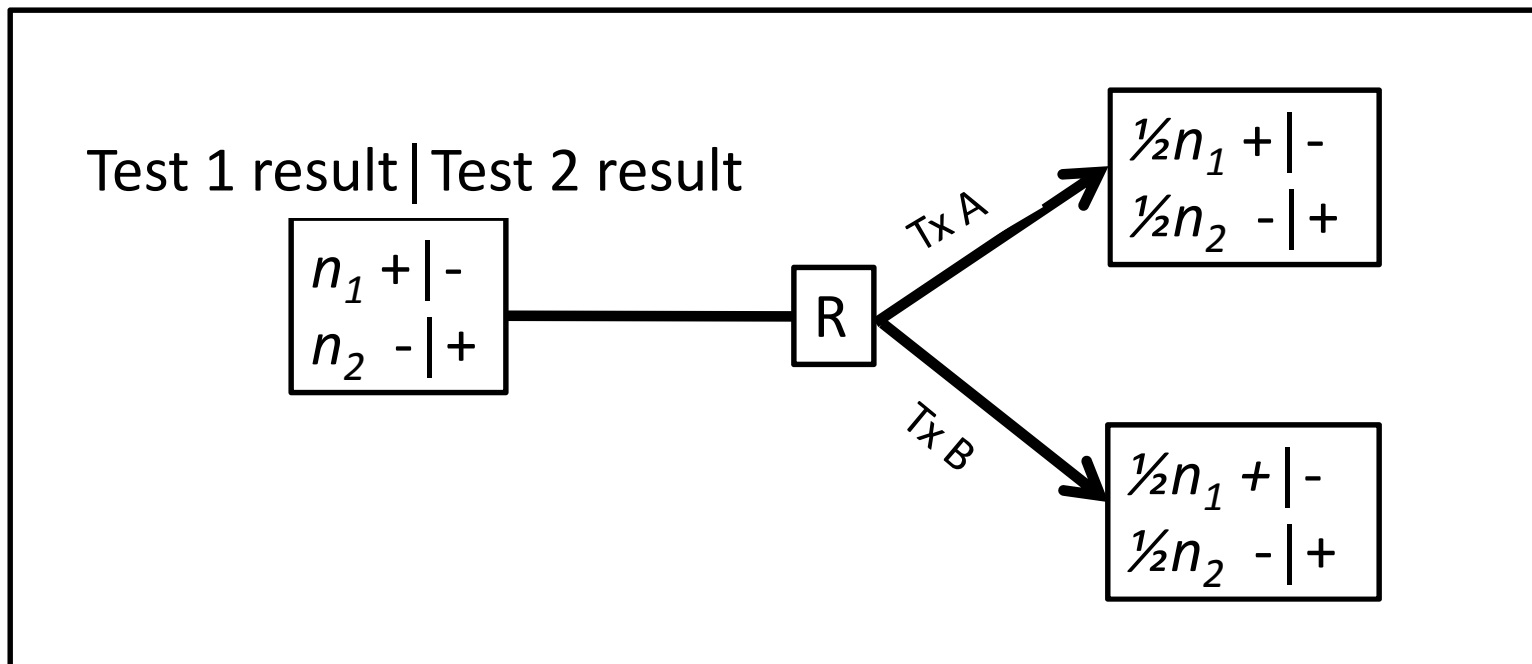 Test 1 result|Test 2 result
n1 +|-
n2 -|+
R
Tx A
Tx B
½n1 +|-
½n2 -|+
½n1 +|-
½n2 -|+